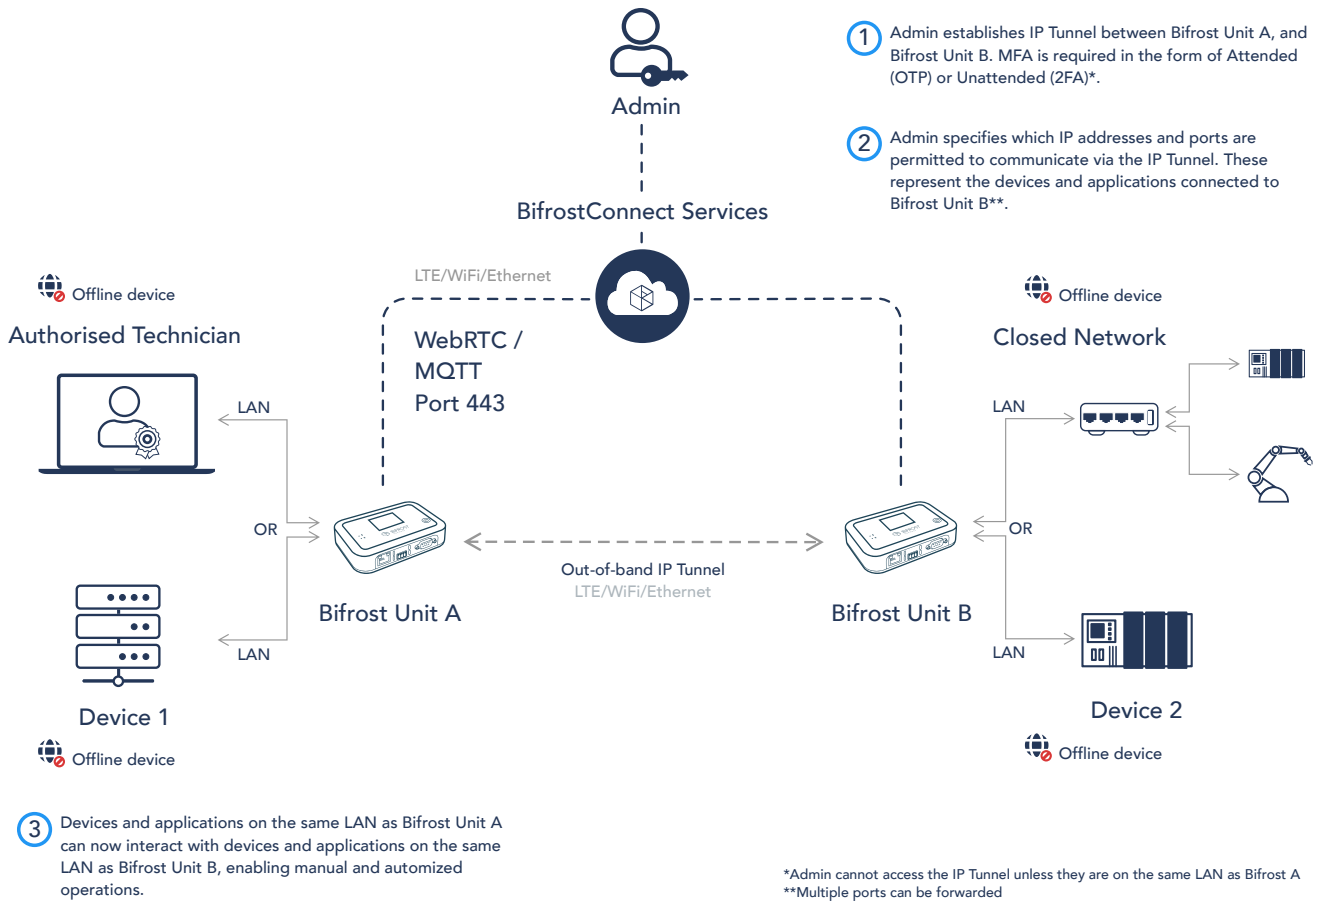 Admin
1
Admin establishes IP Tunnel between Bifrost Unit A, and
Bifrost Unit B. MFA is required in the form of Attended
(OTP) or Unattended (2FA)*.
2
Admin specifies which IP addresses and ports are
permitted to communicate via the IP Tunnel. These
represent the devices and applications connected to
Bifrost Unit B**.
BifrostConnect Services
LTE/WiFi/Ethernet
WebRTC /
MQTT
Port 443
Offline device
Authorised Technician
LAN
OR
LAN
Device 1
Offline device
BIFROST
Bifrost Unit A
Out-of-band IP Tunnel
LTE/WiFi/Ethernet
BIFROST
Bifrost Unit B
Offline device
Closed Network
LAN
OR
LAN
Device 2
Offline device
3
Devices and applications on the same LAN as Bifrost Unit A
can now interact with devices and applications on the same
LAN as Bifrost Unit B, enabling manual and automized
operations.
*Admin cannot access the IP Tunnel unless they are on the same LAN as Bifrost A
**Multiple ports can be forwarded